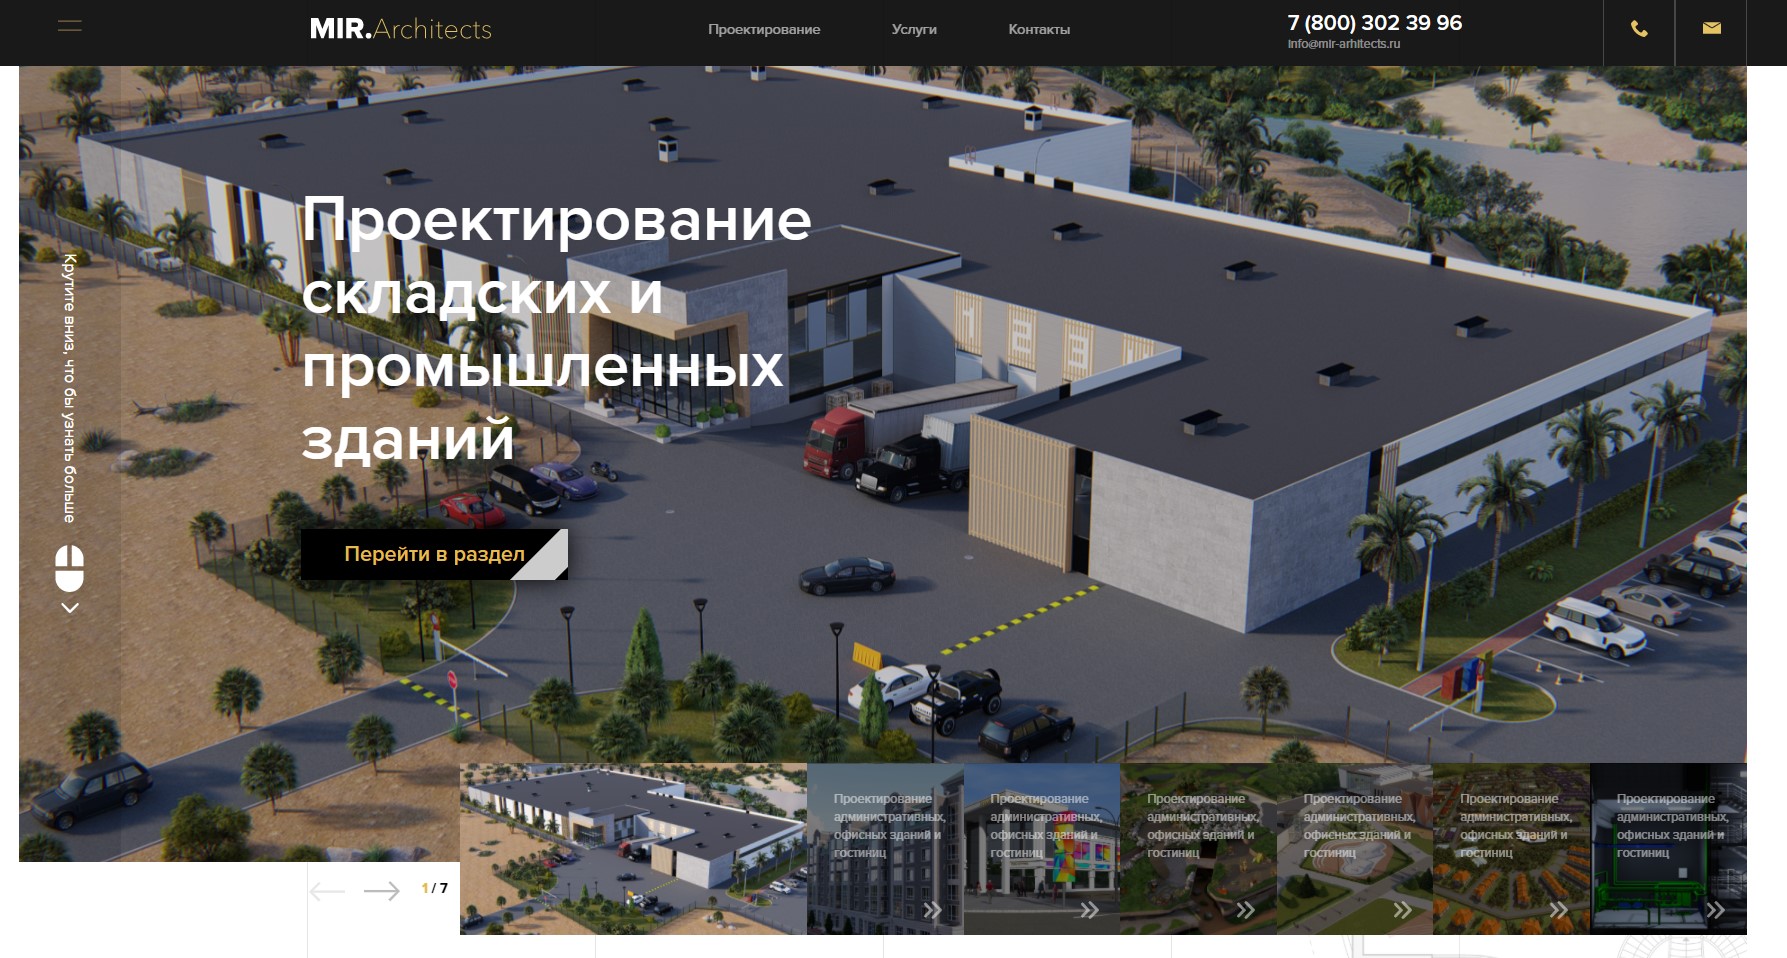 MIR.Architects
Проектирование
Услуги
Контакты
7 (800) 302 39 96
info@mir-arhitects.ru
Крутите вниз, что бы узнать больше
Проектирование
складских и
промышленных
зданий
Перейти в раздел
1 2 3
1 / 7
Проектирование
административных,
офисных зданий и
гостиниц
Проектирование
административных,
офисных зданий и
гостиниц
Проектирование
административных,
офисных зданий и
гостиниц
Проектирование
административных,
офисных зданий и
гостиниц
Проектирование
административных,
офисных зданий и
гостиниц
Проектирование
административных,
офисных зданий и
гостиниц